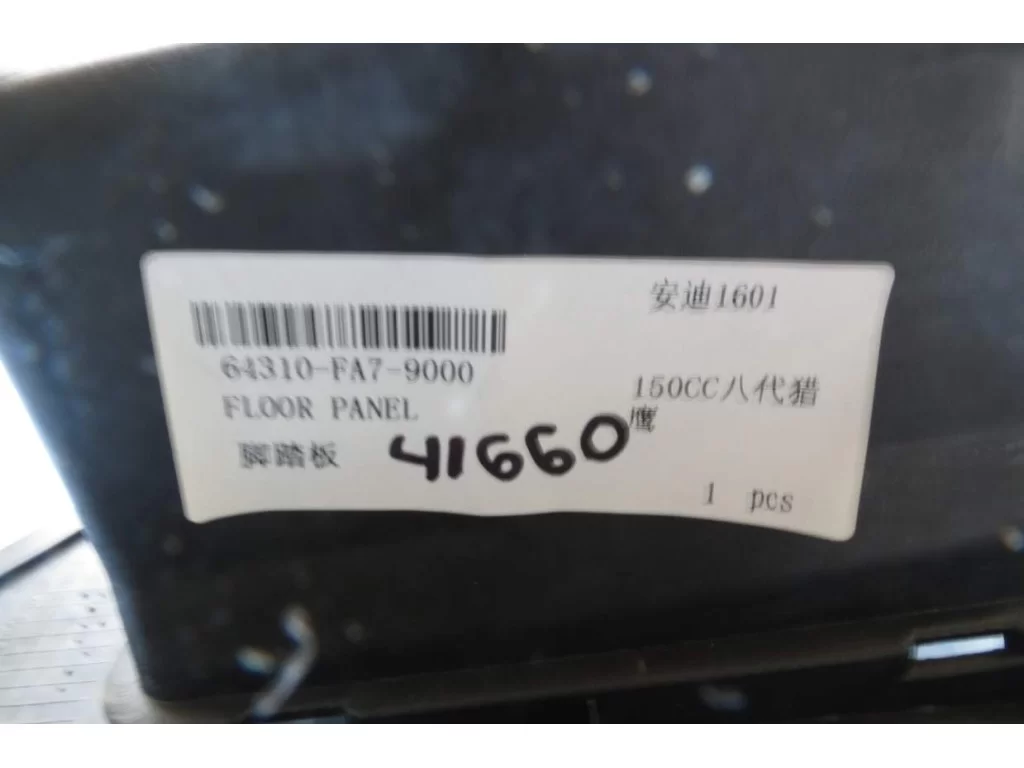 安迪1601
64310-FA7-9000
FLOOR PANEL
脚踏板
41660
150CC八代猎
鹰
1 pcs